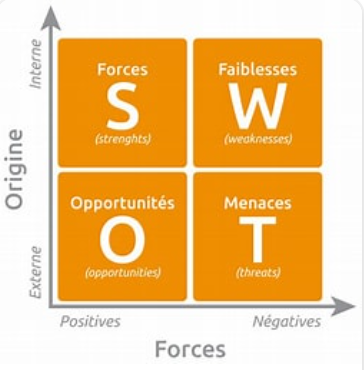 Origine
Interne
Externe
Forces
S
(strenghts)
Faiblesses
W
(weaknesses)
Opportunités
O
(opportunities)
Menaces
T
(threats)
Positives
Négatives
Forces